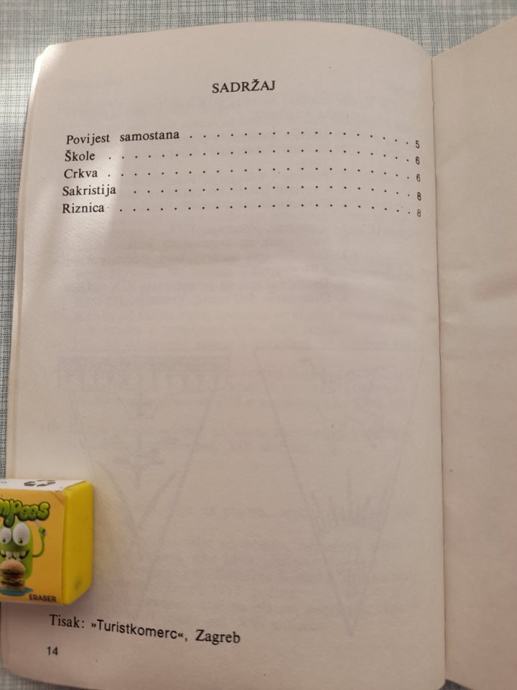 SADRŽAJ
Povijest samostana . . . . . . . . . . . . . . . . . 5
Škole . . . . . . . . . . . . . . . . . . . . . . . 6
Crkva . . . . . . . . . . . . . . . . . . . . . . . 6
Sakristija . . . . . . . . . . . . . . . . . . . . . 8
Riznica . . . . . . . . . . . . . . . . . . . . . . 8
ERASER
Tisak: »Turistkomerc«, Zagreb
14